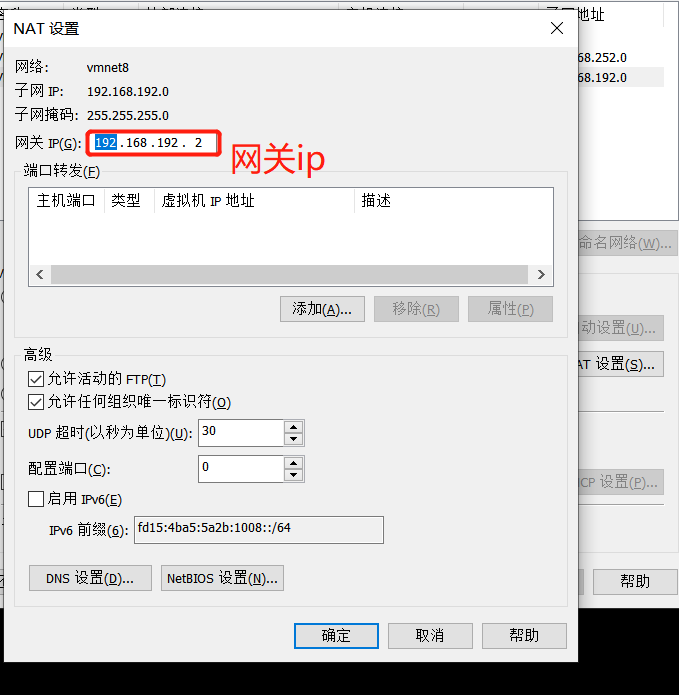 NAT 设置
子网地址
网络: vmnet8
子网 IP: 192.168.192.0
68.252.0
子网掩码: 255.255.255.0
68.192.0
网关 IP(G): 192.168.192. 2
网关ip
端口转发(F)
主机端口 类型 虚拟机 IP 地址 描述
命名网络(W)...
添加(A)... 移除(R) 属性(P)
动设置(U)...
高级
AT 设置(S)...
允许活动的 FTP(T)
允许任何组织唯一标识符(O)
UDP 超时(以秒为单位)(U): 30
配置端口(C): 0
CP 设置(P)...
启用 IPv6(E)
IPv6 前缀(6): fd15:4ba5:5a2b:1008::/64
DNS 设置(D)... NetBIOS 设置(N)...
帮助
确定 取消 帮助